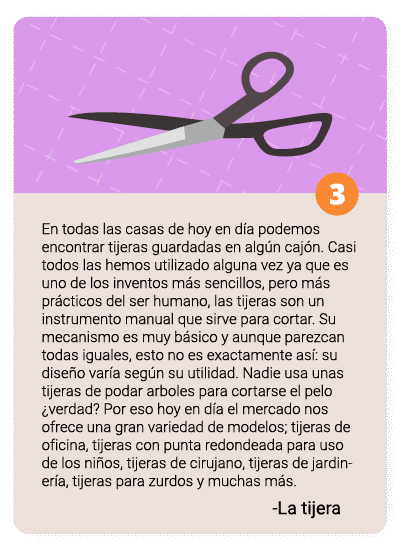 3
En todas las casas de hoy en día podemos
encontrar tijeras guardadas en algún cajón. Casi
todos las hemos utilizado alguna vez ya que es
uno de los inventos más sencillos, pero más
prácticos del ser humano, las tijeras son un
instrumento manual que sirve para cortar. Su
mecanismo es muy básico y aunque parezcan
todas iguales, esto no es exactamente así: su
diseño varía según su utilidad. Nadie usa unas
tijeras de podar arboles para cortarse el pelo
¿verdad? Por eso hoy en día el mercado nos
ofrece una gran variedad de modelos; tijeras de
oficina, tijeras con punta redondeada para uso
de los niños, tijeras de cirujano, tijeras de jardin-
ería, tijeras para zurdos y muchas más.
-La tijera